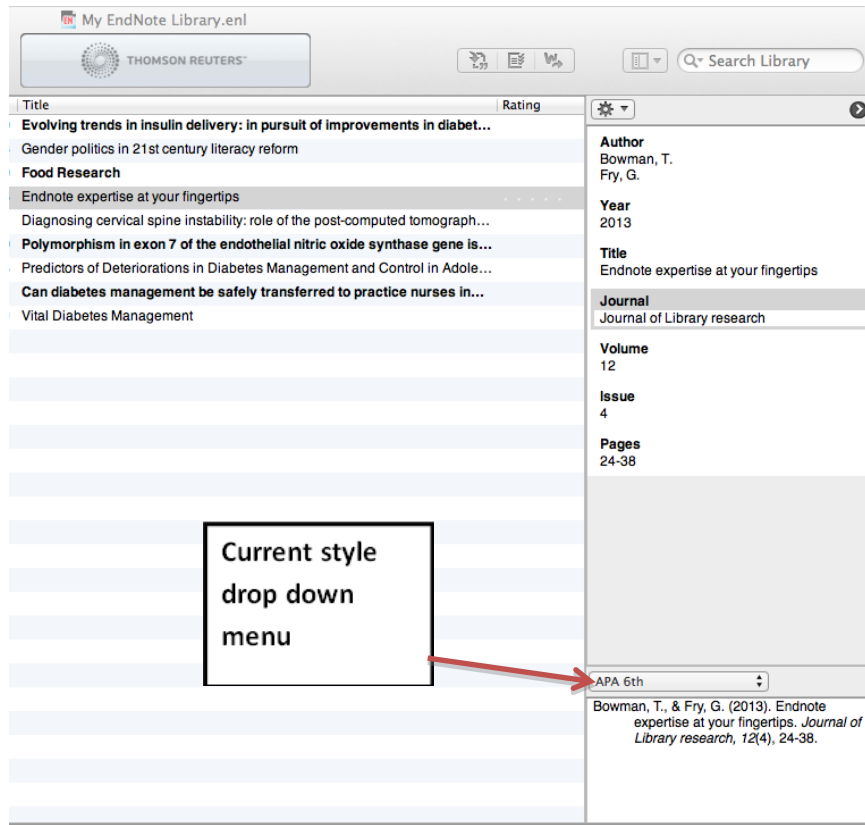 My EndNote Library.enl
THOMSON REUTERS
Search Library
Title Rating
Evolving trends in insulin delivery: in pursuit of improvements in diabet...
Gender politics in 21st century literacy reform
Food Research
Endnote expertise at your fingertips
Diagnosing cervical spine instability: role of the post-computed tomograph...
Polymorphism in exon 7 of the endothelial nitric oxide synthase gene is...
Predictors of Deteriorations in Diabetes Management and Control in Adole...
Can diabetes management be safely transferred to practice nurses in...
Vital Diabetes Management
Author
Bowman, T.
Fry, G.
Year
2013
Title
Endnote expertise at your fingertips
Journal
Journal of Library research
Volume
12
Issue
4
Pages
24-38
Current style
drop down
menu
APA 6th
Bowman, T., & Fry, G. (2013). Endnote
expertise at your fingertips. Journal of
Library research, 12(4), 24-38.